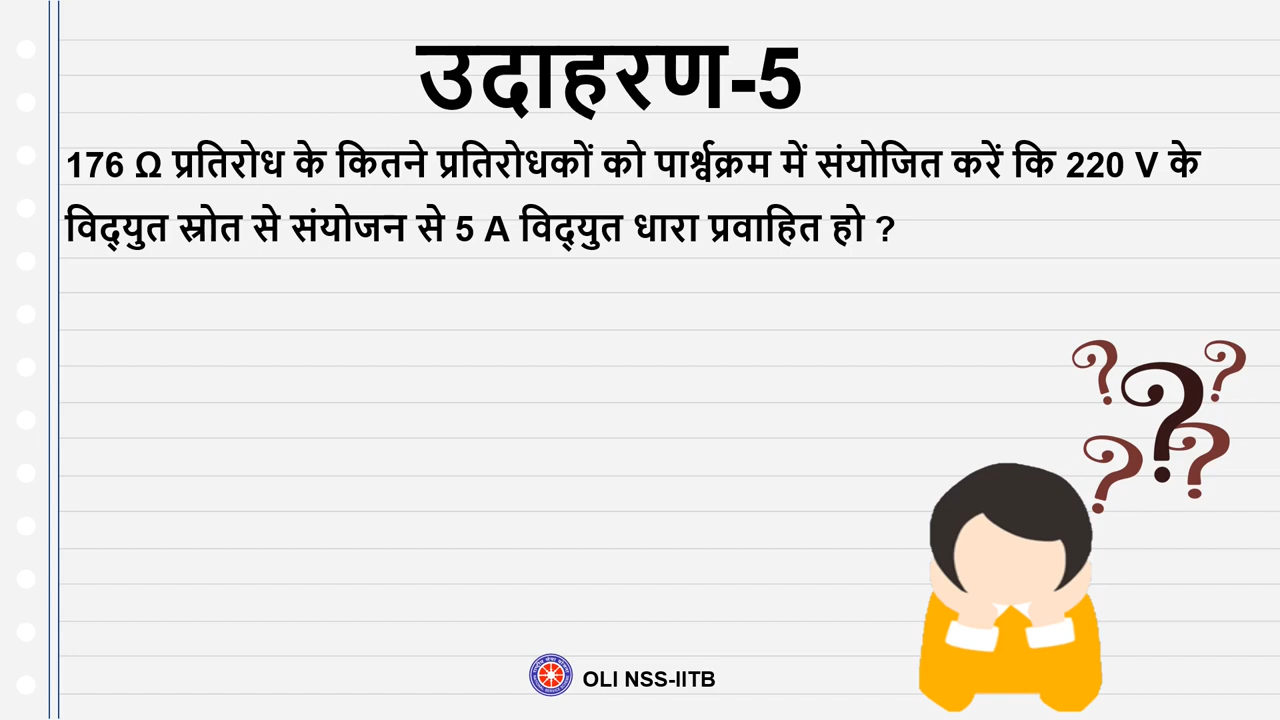 उदाहरण-5
176 Ω प्रतिरोध के कितने प्रतिरोधकों को पार्श्वक्रम में संयोजित करें कि 220 V के
विद्‌युत स्रोत से संयोजन से 5 A विद्‌युत धारा प्रवाहित हो ?
OLI NSS-IITB